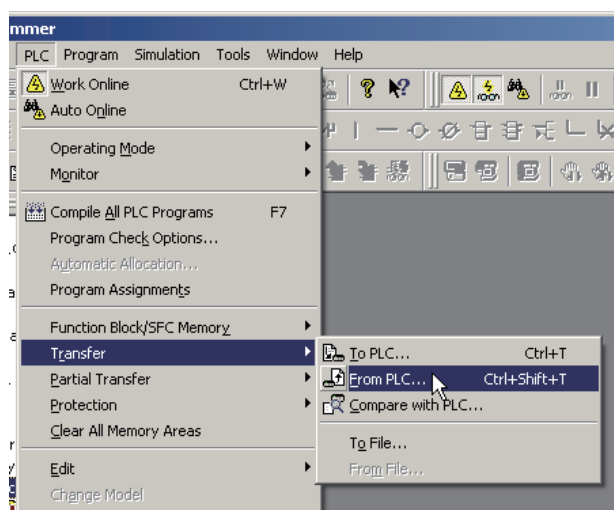 mmer
PLC Program Simulation Tools Window Help
Work Online Ctrl+W
Auto Online
Operating Mode
Monitor
Compile All PLC Programs F7
Program Check Options...
Automatic Allocation...
Program Assignments
Function Block/SFC Memory
Transfer
To PLC... Ctrl+T
Partial Transfer
From PLC... Ctrl+Shift+T
Protection
Compare with PLC...
Clear All Memory Areas
To File...
Edit
From File...
Change Model